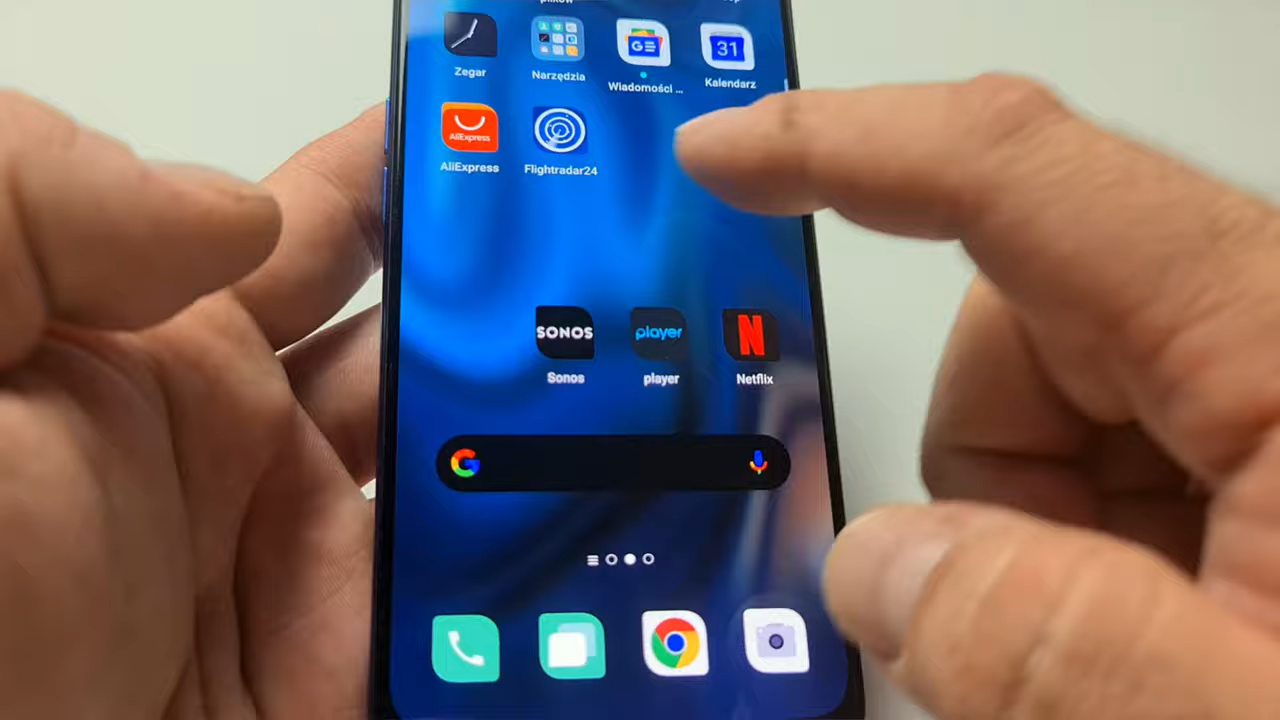 Zegar
Narzędzia
Wiadomości ...
Kalendarz
31
AliExpress
AliExpress
Flightradar24
SONOS
player
N
Sonos
player
Netflix